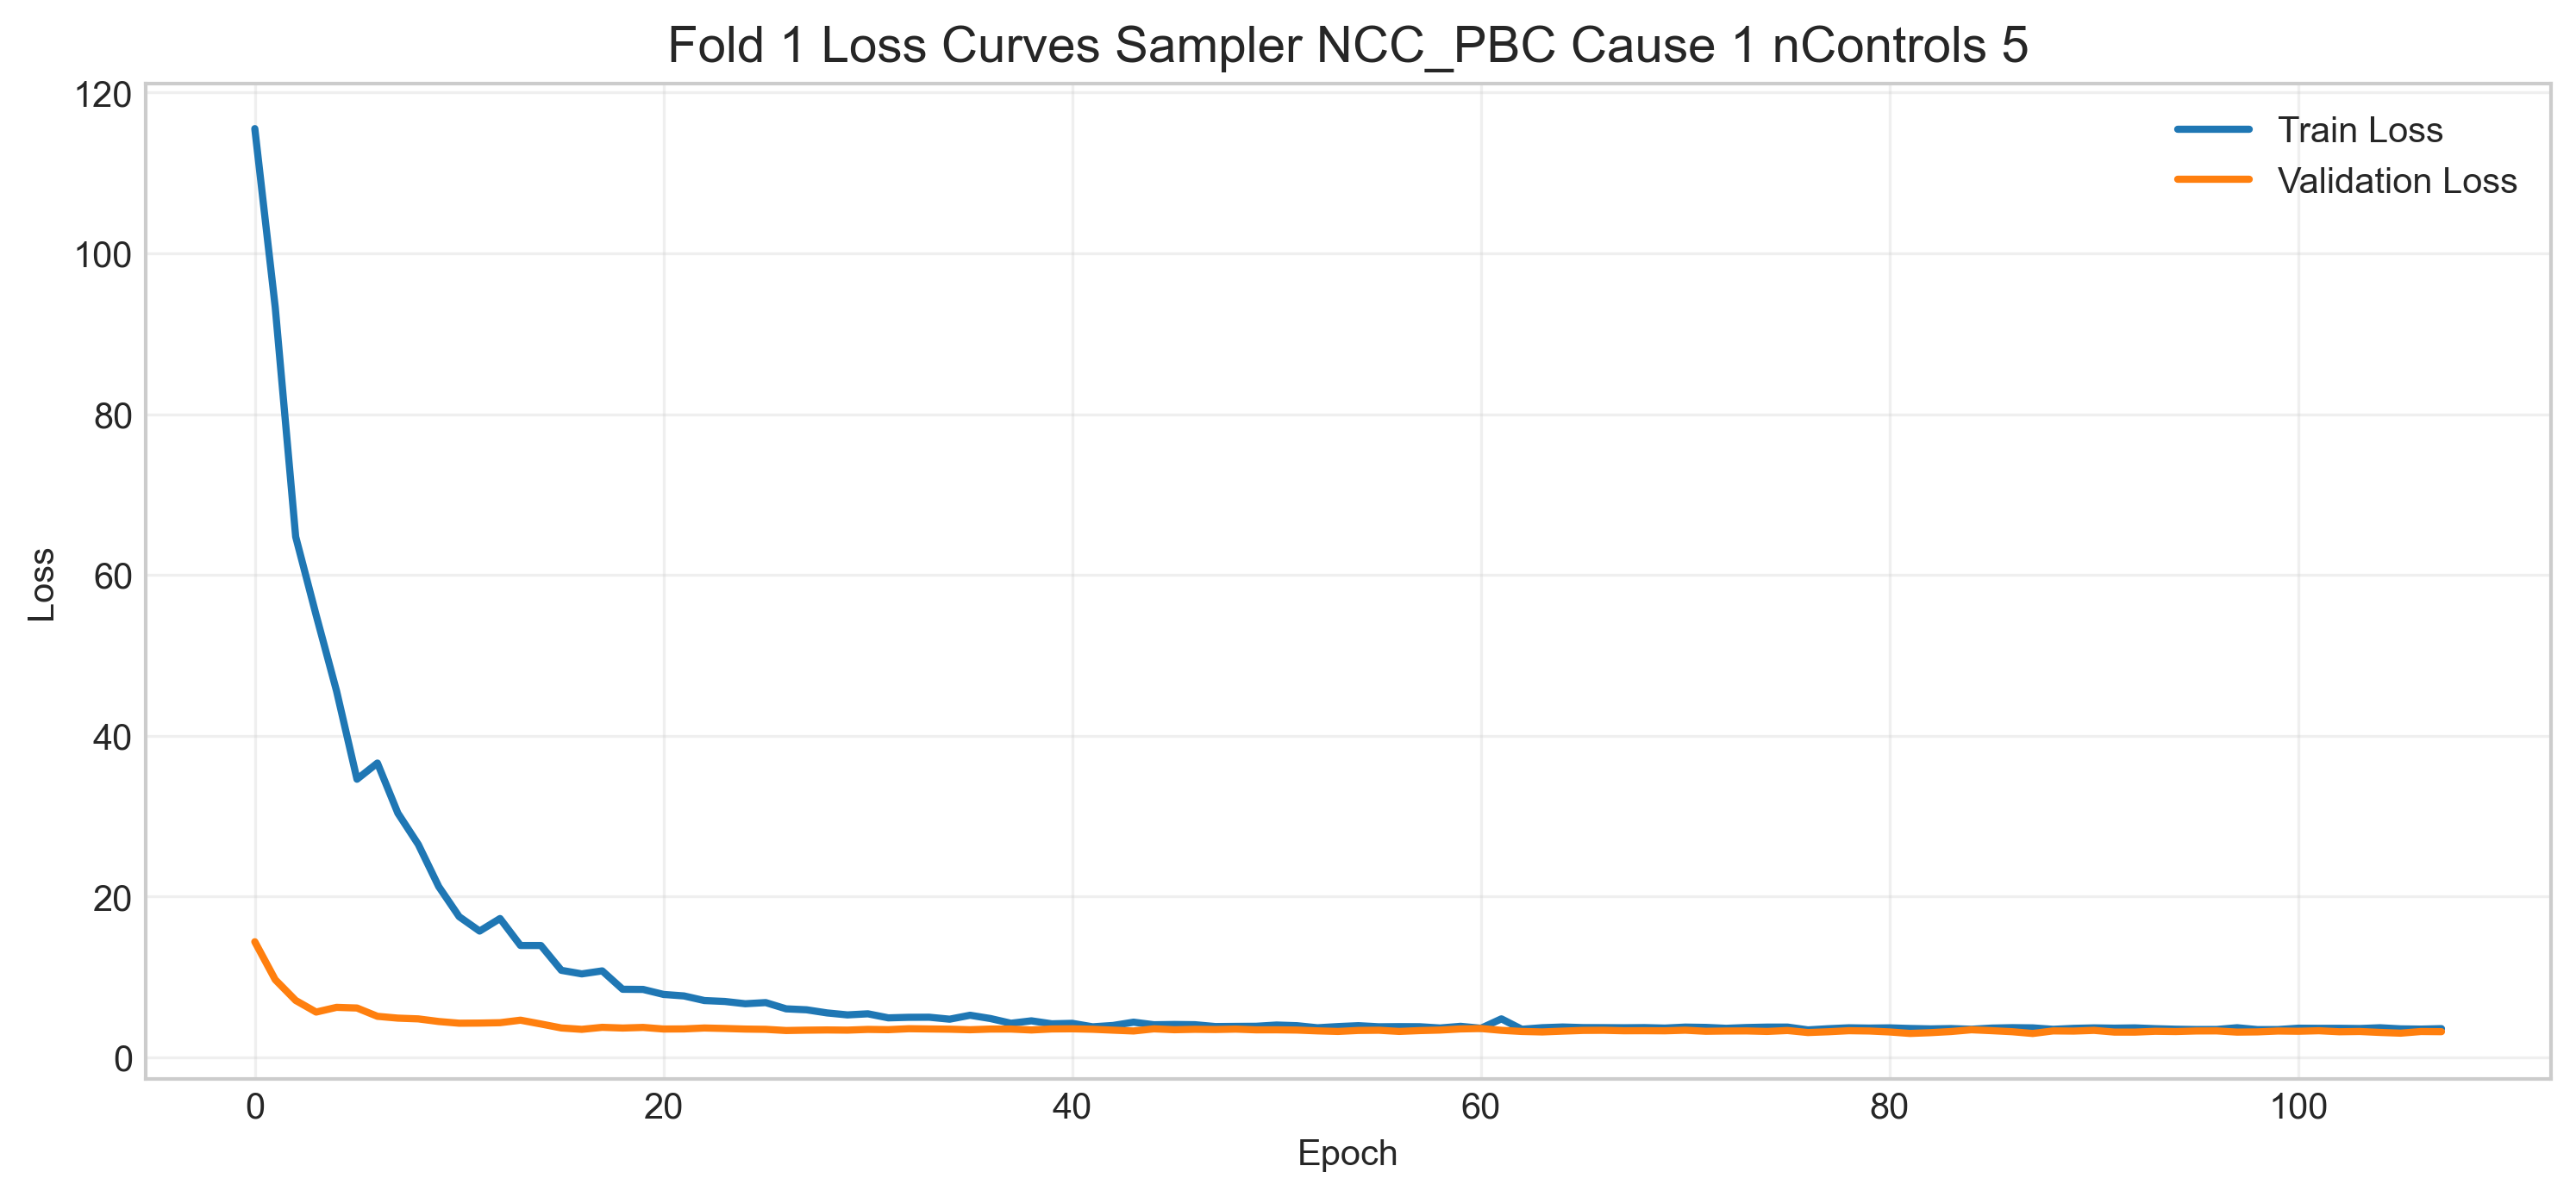 Fold 1 Loss Curves Sampler NCC_PBC Cause 1 nControls 5
Train Loss
Validation Loss
Loss
120
100
80
60
40
20
0
0 20 40 60 80 100
Epoch